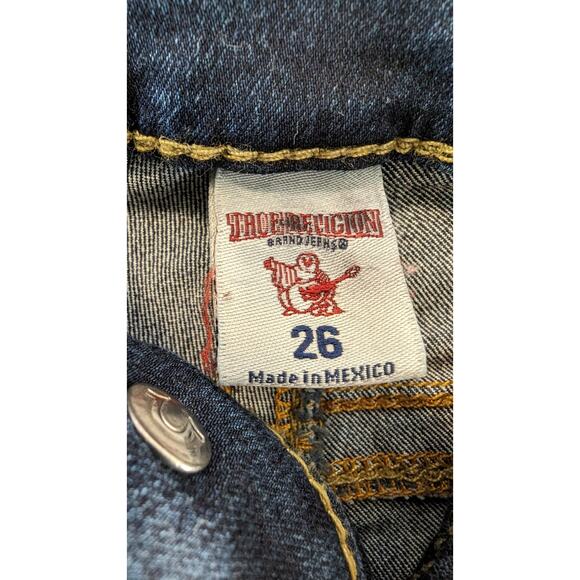 TRUE RELIGION
BRAND JEANS®
26
Made in MEXICO